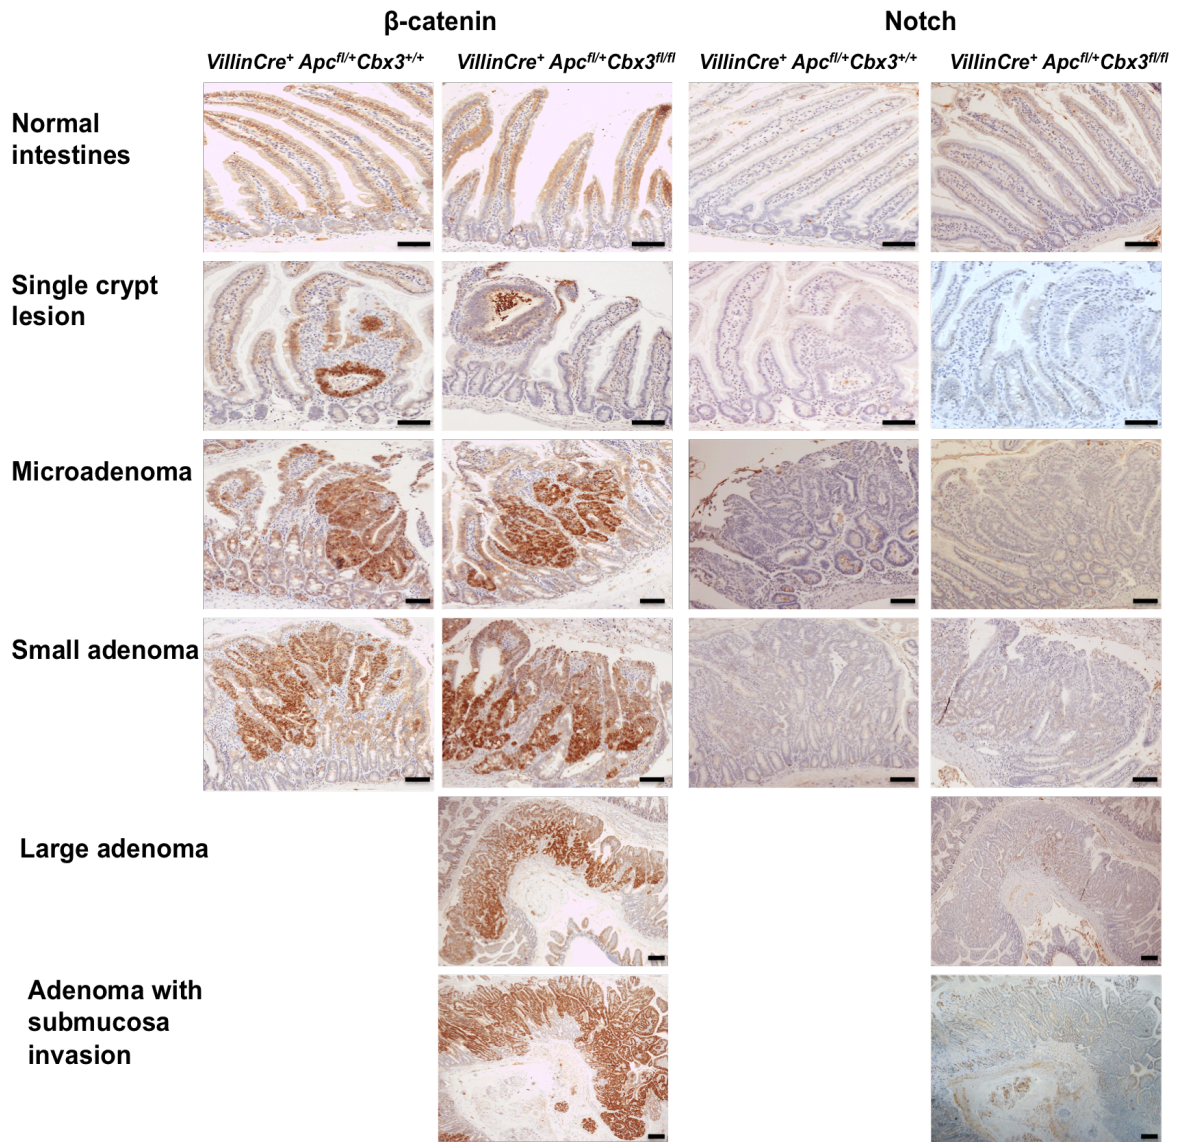 β-catenin Notch
VillinCre⁺ Apcᶠˡ/⁺Cbx3⁺/⁺ VillinCre⁺ Apcᶠˡ/⁺Cbx3ᶠˡ/ᶠˡ VillinCre⁺ Apcᶠˡ/⁺Cbx3⁺/⁺ VillinCre⁺ Apcᶠˡ/⁺Cbx3ᶠˡ/ᶠˡ
Normal
intestines
Single crypt
lesion
Microadenoma
Small adenoma
Large adenoma
Adenoma with
submucosa
invasion